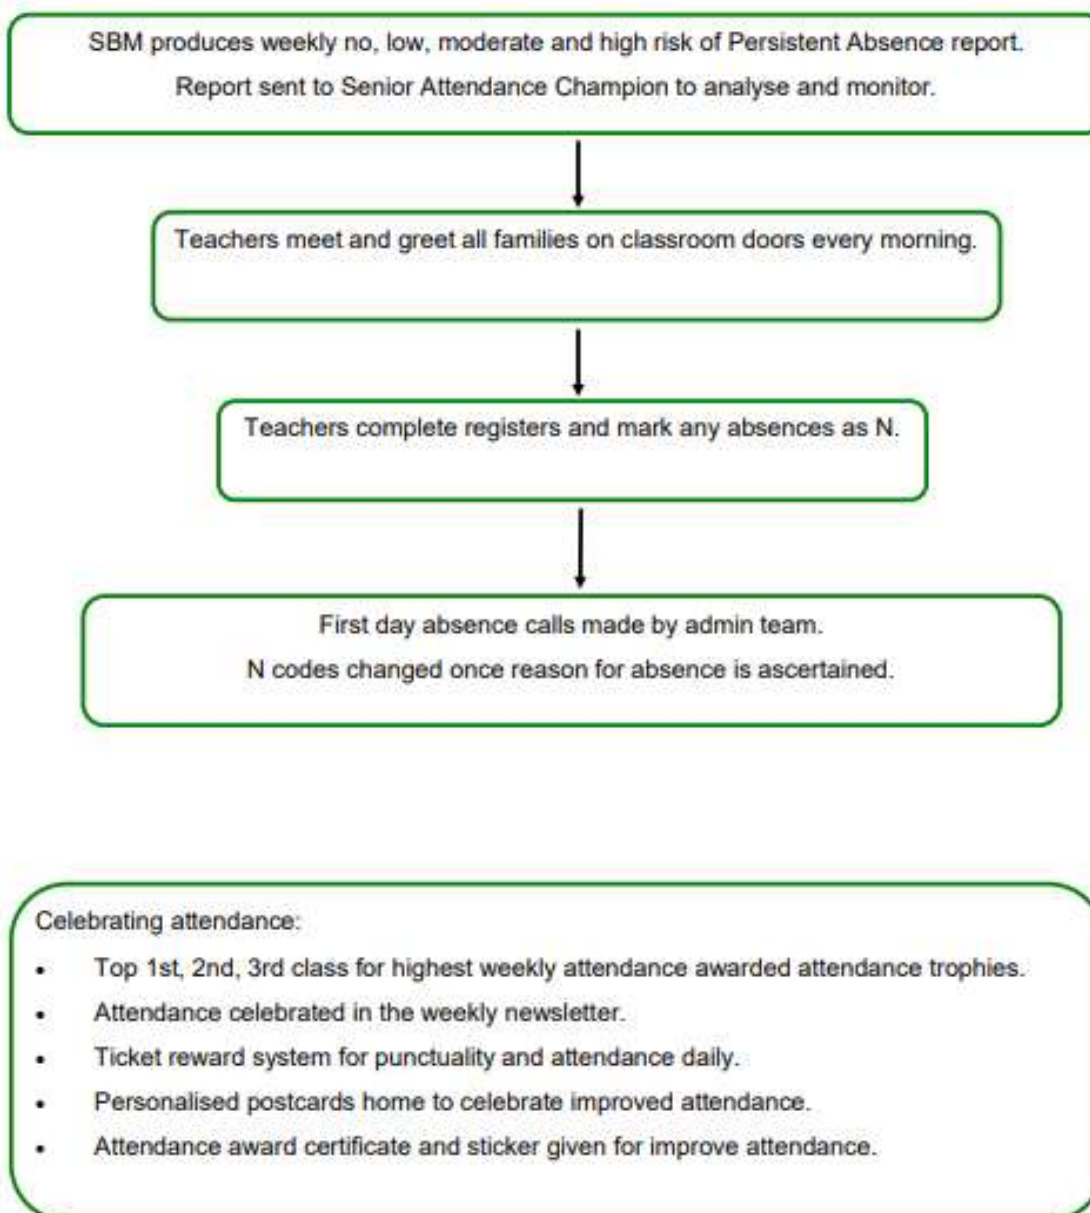 SBM produces weekly no, low, moderate and high risk of Persistent Absence report.
Report sent to Senior Attendance Champion to analyse and monitor.
Teachers meet and greet all families on classroom doors every morning.
Teachers complete registers and mark any absences as N.
First day absence calls made by admin team.
N codes changed once reason for absence is ascertained.
Celebrating attendance:
• Top 1st, 2nd, 3rd class for highest weekly attendance awarded attendance trophies.
• Attendance celebrated in the weekly newsletter.
• Ticket reward system for punctuality and attendance daily.
• Personalised postcards home to celebrate improved attendance.
• Attendance award certificate and sticker given for improve attendance.